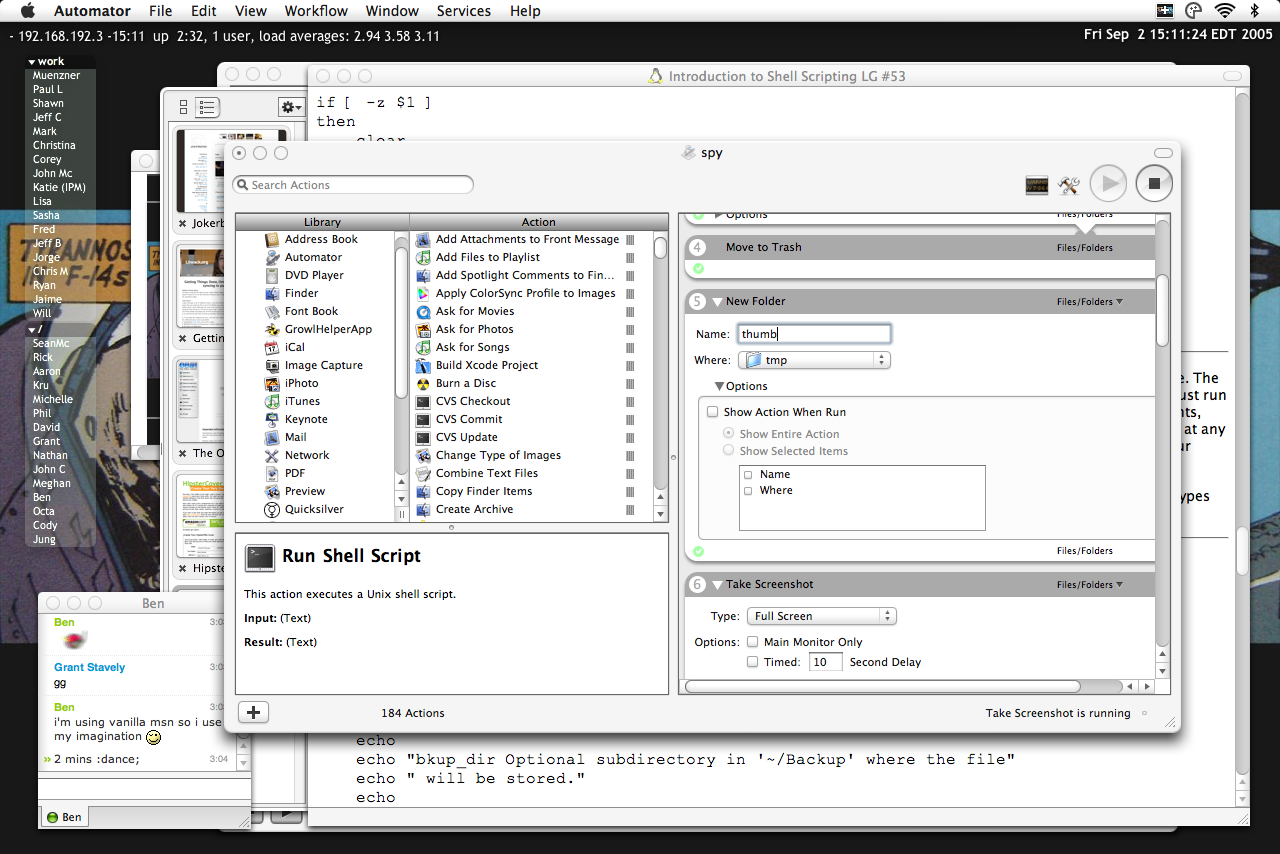 Automator File Edit View Workflow Window Services Help
- 192.168.192.3 -15:11 up 2:32, 1 user, load averages: 2.94 3.58 3.11
Fri Sep 2 15:11:24 EDT 2005
work
Muenzner
Paul L
Shawn
Jeff C
Mark
Christina
Corey
John Mc
Katie (IPM)
Lisa
Sasha
Fred
Jeff B
Jorge
Chris M
Ryan
Jaime
Will
/
SeanMc
Rick
Aaron
Kru
Michelle
Phil
David
Grant
Nathan
John C
Meghan
Ben
Octa
Cody
Jung
Introduction to Shell Scripting LG #53
if [ -z $1 ]
then
clear
Jokerb
Gettin
The O
Hipste
spy
Search Actions
Library
Address Book
Automator
DVD Player
Finder
Font Book
GrowlHelperApp
iCal
Image Capture
iPhoto
iTunes
Keynote
Mail
Network
PDF
Preview
Quicksilver
Action
Add Attachments to Front Message
Add Files to Playlist
Add Spotlight Comments to Fin...
Apply ColorSync Profile to Images
Ask for Movies
Ask for Photos
Ask for Songs
Build Xcode Project
Burn a Disc
CVS Checkout
CVS Commit
CVS Update
Change Type of Images
Combine Text Files
Copy Finder Items
Create Archive
Run Shell Script
This action executes a Unix shell script.
Input: (Text)
Result: (Text)
184 Actions
Options Files/Folders
4 Move to Trash Files/Folders
5 New Folder Files/Folders
Name: thumb
Where: tmp
Options
Show Action When Run
Show Entire Action
Show Selected Items
Name
Where
Files/Folders
6 Take Screenshot Files/Folders
Type: Full Screen
Options: Main Monitor Only
Timed: 10 Second Delay
Take Screenshot is running
e. The
ust run
nts,
at any
ur
ypes
echo
echo "bkup_dir Optional subdirectory in '~/Backup' where the file"
echo " will be stored."
echo
Ben
Ben 3:0
Grant Stavely 3:0
gg
Ben 3:0
i'm using vanilla msn so i use
my imagination
» 2 mins :dance; 3:04
Ben